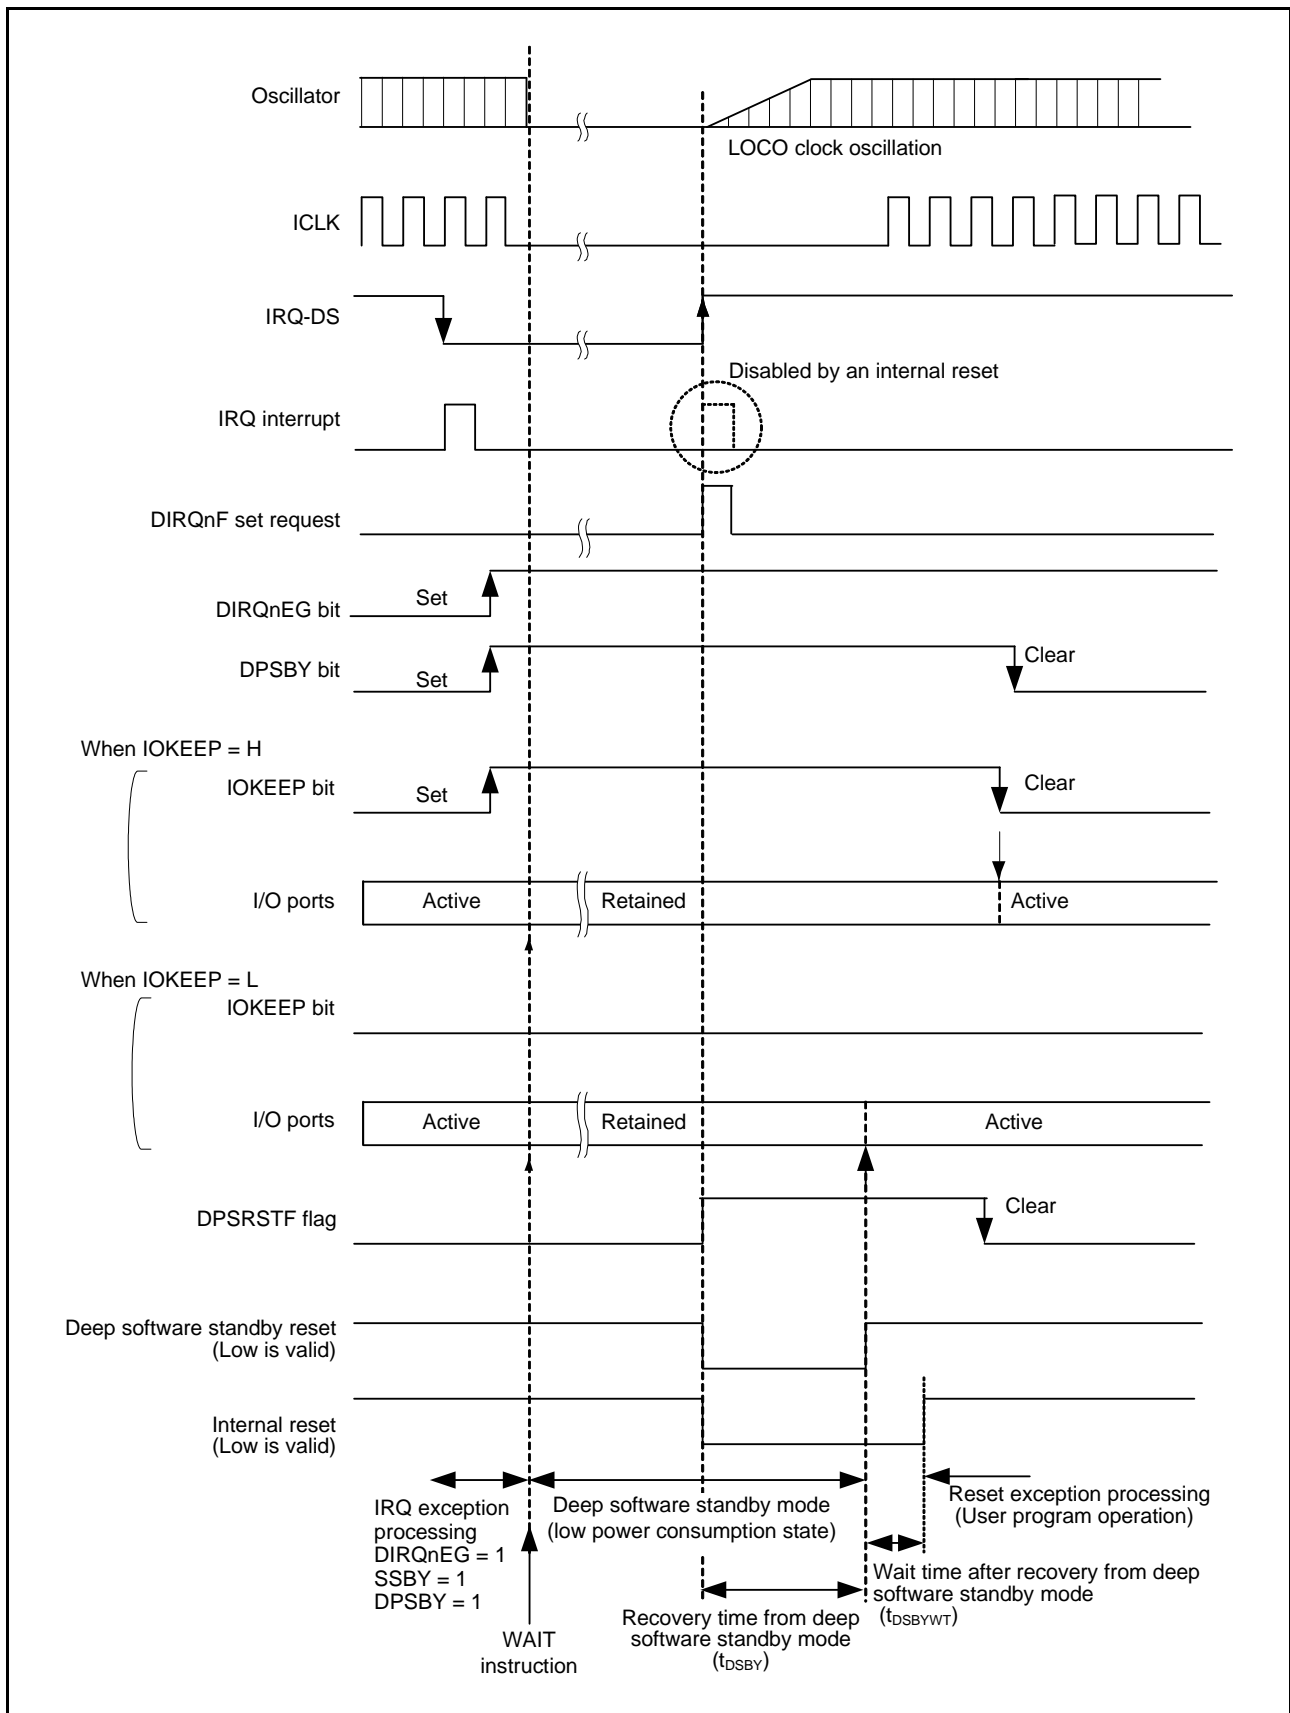 Oscillator
LOCO clock oscillation
ICLK
IRQ-DS
Disabled by an internal reset
IRQ interrupt
DIRQnF set request
DIRQnEG bit
Set
DPSBY bit
Set
Clear
When IOKEEP = H
IOKEEP bit
Set
Clear
I/O ports
Active
Retained
Active
When IOKEEP = L
IOKEEP bit
I/O ports
Active
Retained
Active
DPSRSTF flag
Clear
Deep software standby reset
(Low is valid)
Internal reset
(Low is valid)
IRQ exception
processing
DIRQnEG = 1
SSBY = 1
DPSBY = 1
Deep software standby mode
(low power consumption state)
Reset exception processing
(User program operation)
Wait time after recovery from deep
software standby mode
(tDSBYWT)
Recovery time from deep
software standby mode
(tDSBY)
WAIT
instruction